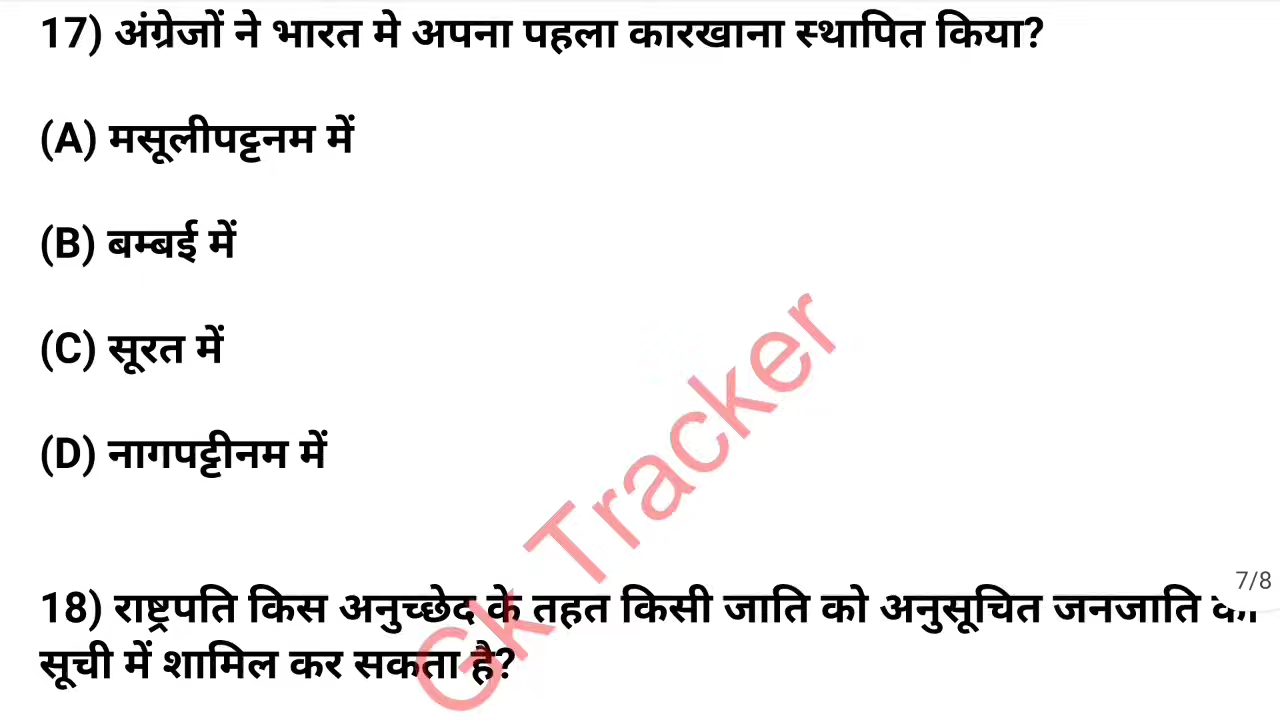 17) अंग्रेजों ने भारत मे अपना पहला कारखाना स्थापित किया?
(A) मसूलीपट्टनम में
(B) बम्बई में
(C) सूरत में
(D) नागपट्टीनम में
Gk Tracker
7/8
18) राष्ट्रपति किस अनुच्छेद के तहत किसी जाति को अनुसूचित जनजाति की
सूची में शामिल कर सकता है?